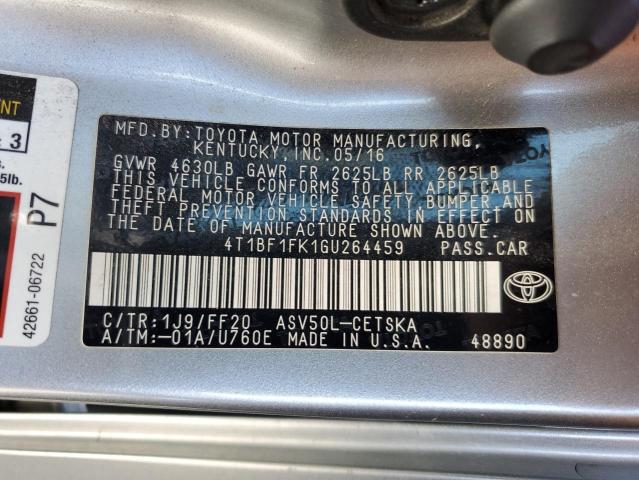 MFD.BY:TOYOTA MOTOR MANUFACTURING,
KENTUCKY,INC.05/16
GVWR 4630LB GAWR FR 2625LB RR 2625LB
THIS VEHICLE CONFORMS TO ALL APPLICABLE
FEDERAL MOTOR VEHICLE SAFETY, BUMPER AND
THEFT PREVENTION STANDARDS IN EFFECT ON
THE DATE OF MANUFACTURE SHOWN ABOVE.
4T1BF1FK1GU264459 PASS.CAR
C/TR:1J9/FF20 ASV50L-CETSKA
A/TM:-01A/U760E MADE IN U.S.A. 48890
3
5lb.
P7
42661-06722